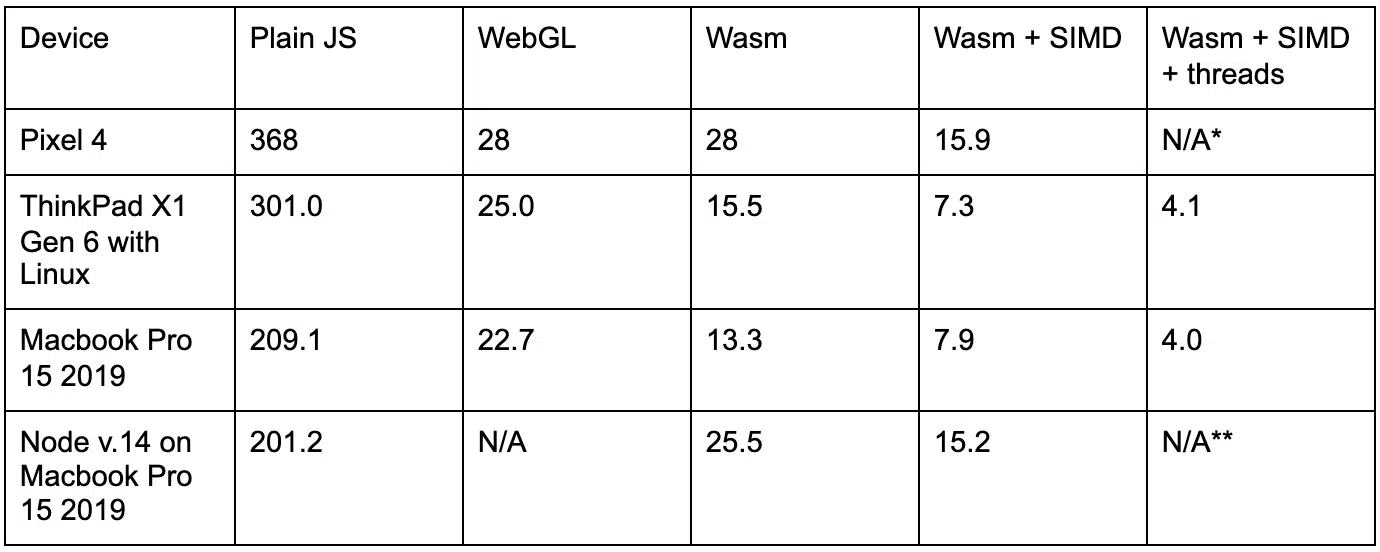 Device Plain JS WebGL Wasm Wasm + SIMD Wasm + SIMD
+ threads
Pixel 4 368 28 28 15.9 N/A*
ThinkPad X1 301.0 25.0 15.5 7.3 4.1
Gen 6 with
Linux
Macbook Pro 209.1 22.7 13.3 7.9 4.0
15 2019
Node v.14 on 201.2 N/A 25.5 15.2 N/A**
Macbook Pro
15 2019